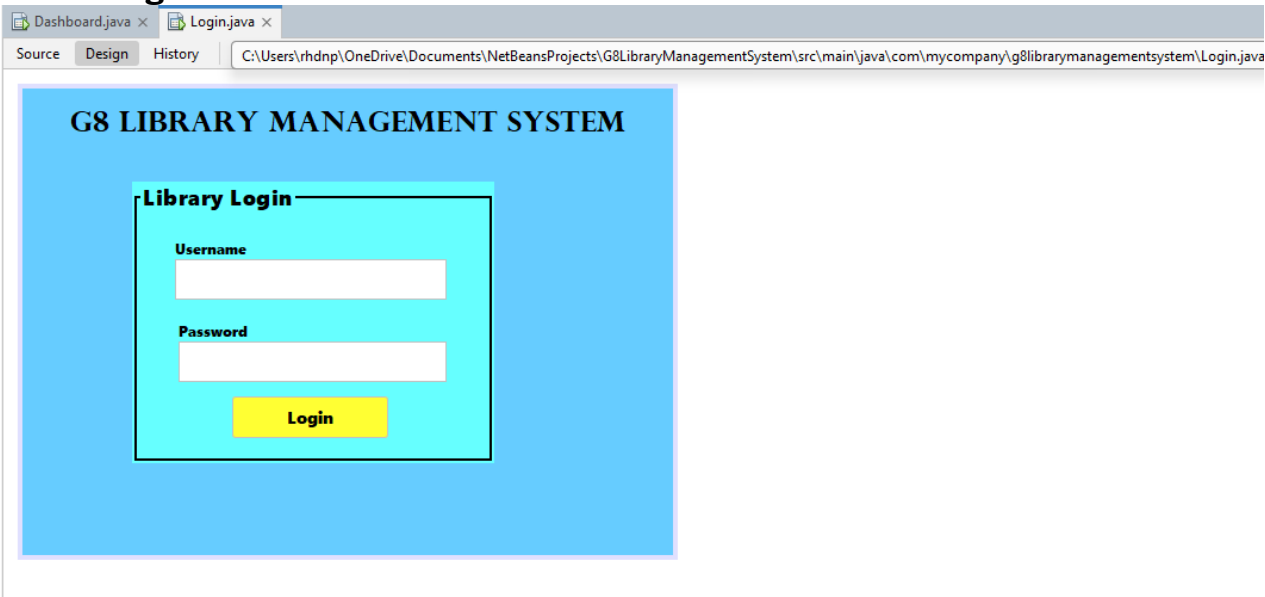 Dashboard.java × Login.java ×
Source Design History C:\Users\rhdnp\OneDrive\Documents\NetBeansProjects\G8LibraryManagementSystem\src\main\java\com\mycompany\g8librarymanagementsystem\Login.java
G8 LIBRARY MANAGEMENT SYSTEM
Library Login
Username
Password
Login